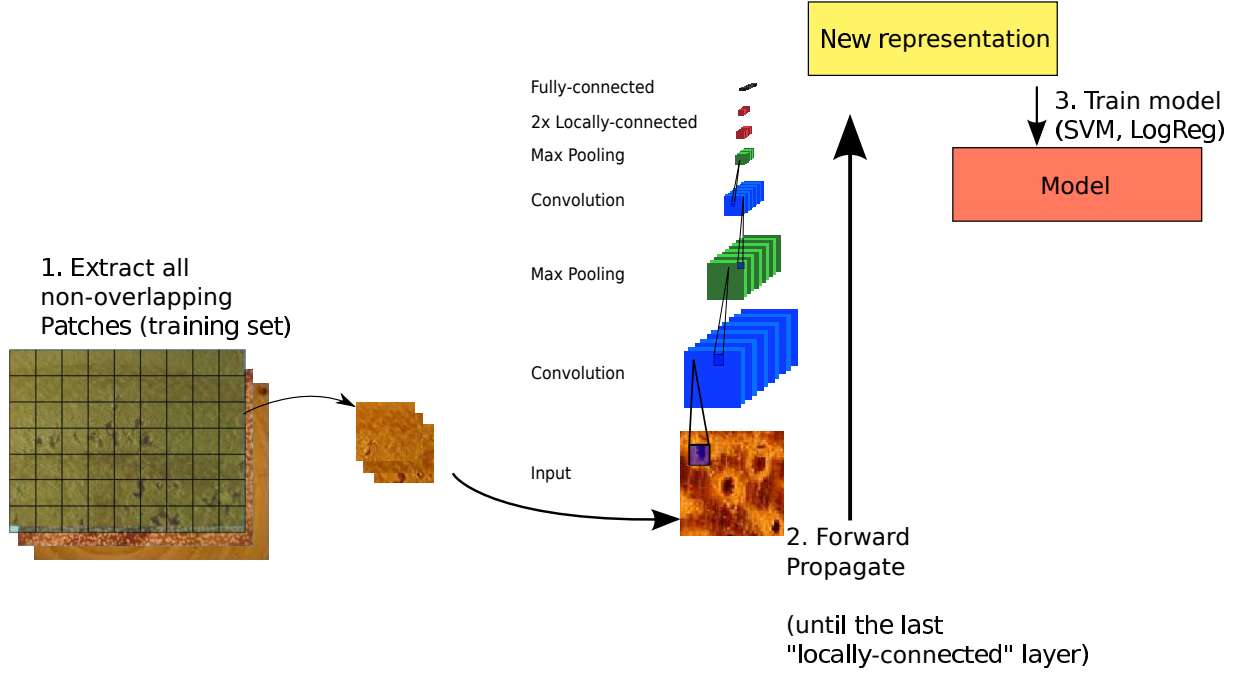 New representation
Fully-connected
2x Locally-connected
Max Pooling
Convolution
Max Pooling
Convolution
Input
3. Train model
(SVM, LogReg)
Model
1. Extract all
non-overlapping
Patches (training set)
2. Forward
Propagate
(until the last
"locally-connected" layer)